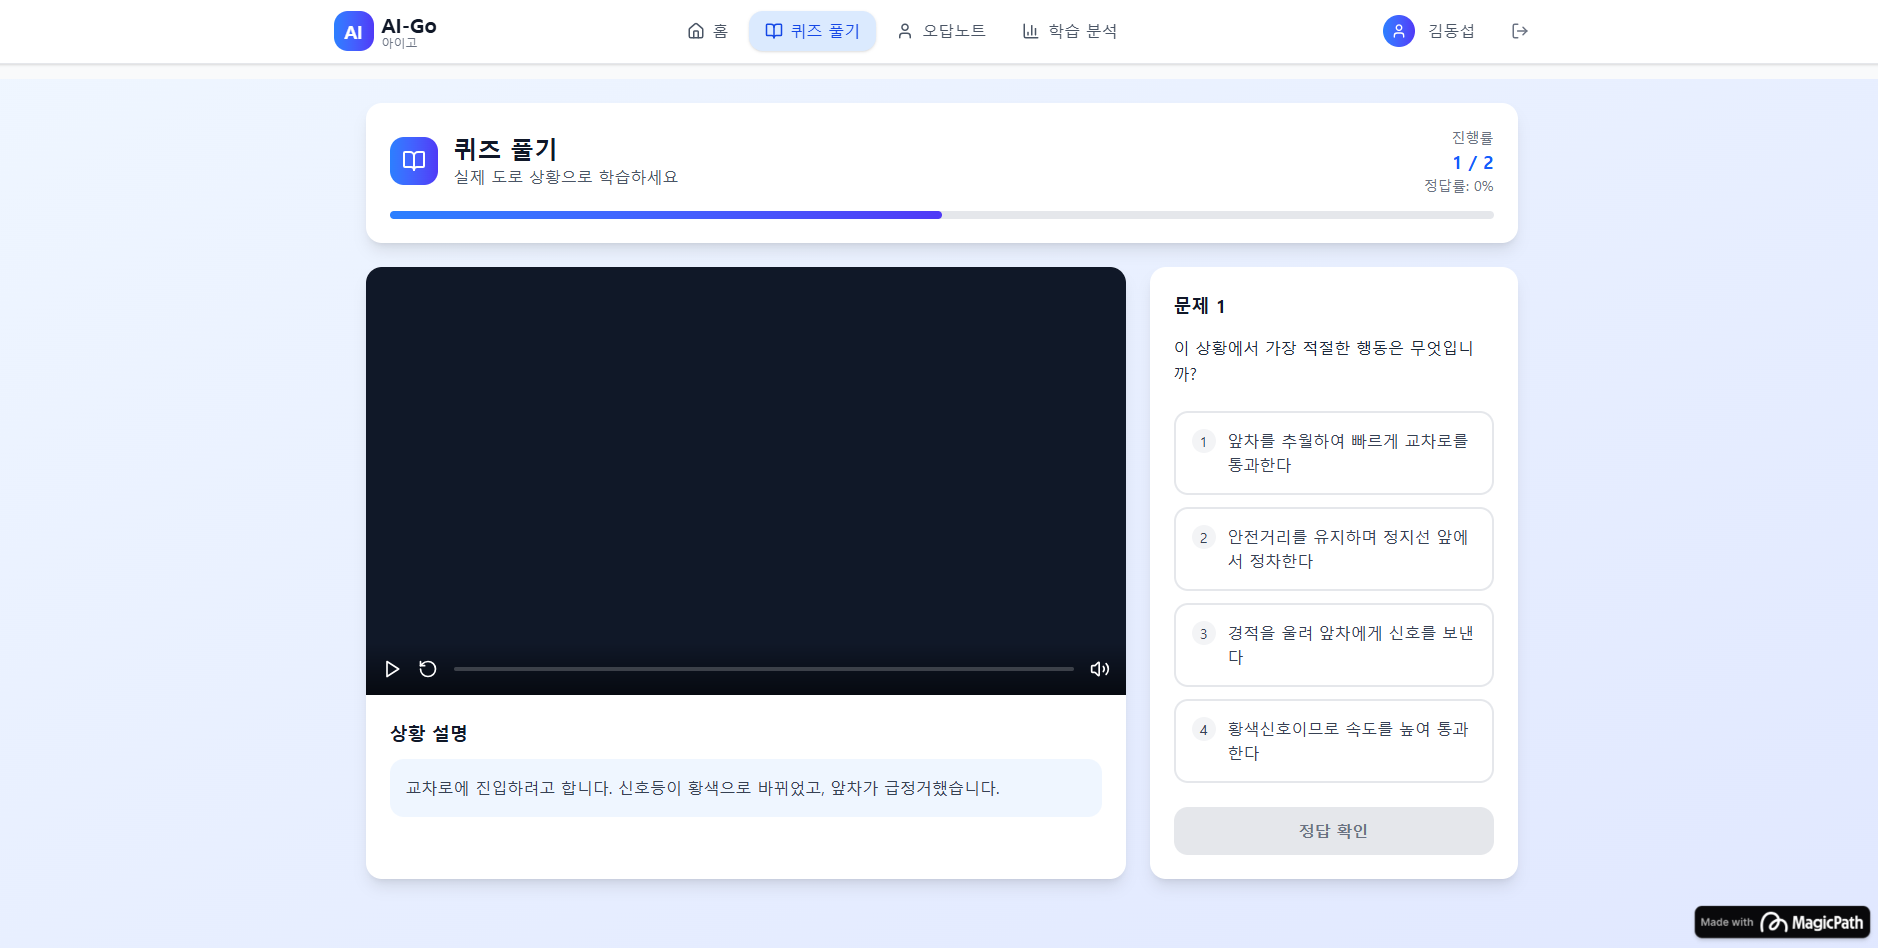 AI
AI-Go
아이고
홈
퀴즈 풀기
오답노트
학습 분석
김동섭
퀴즈 풀기
실제 도로 상황으로 학습하세요
진행률
1 / 2
정답률: 0%
상황 설명
교차로에 진입하려고 합니다. 신호등이 황색으로 바뀌었고, 앞차가 급정거했습니다.
문제 1
이 상황에서 가장 적절한 행동은 무엇입니
까?
1 앞차를 추월하여 빠르게 교차로를
통과한다
2 안전거리를 유지하며 정지선 앞에
서 정차한다
3 경적을 울려 앞차에게 신호를 보낸
다
4 황색신호이므로 속도를 높여 통과
한다
정답 확인
Made with MagicPath